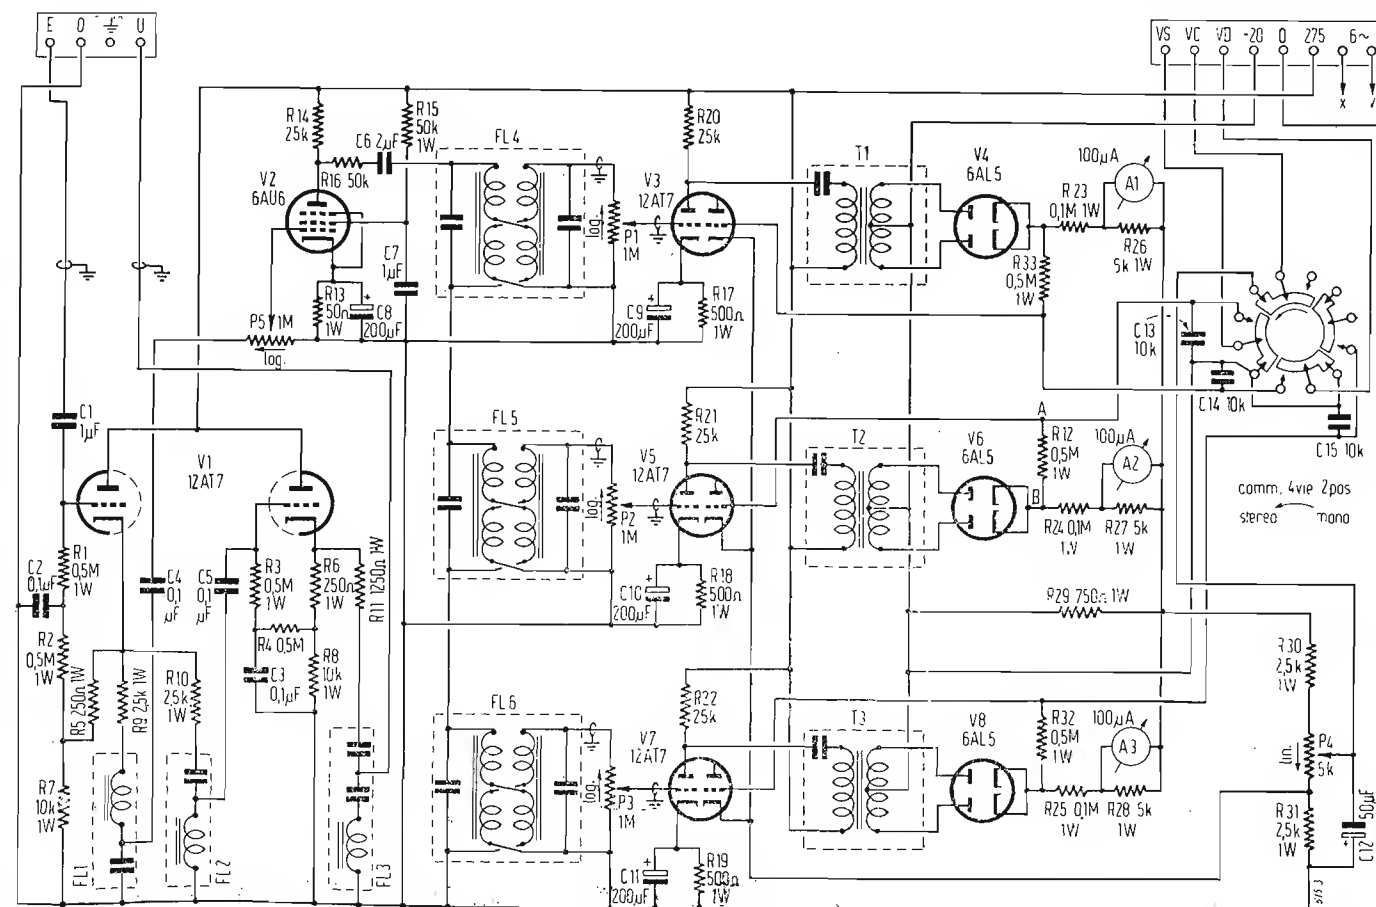 E O U
VS VC VD -20 0 275 6~
x
R14
25k
R15
50k
1W
C6 2µF
R16 50k
V2
6AU6
FL4
R20
25k
V3
12AT7
log.
P1
1M
T1
V4
6AL5
100µA
A1
R23
0,1M 1W
R26
5k 1W
R33
0,5M
1W
C7
1µF
R13
50Ω
1W
C8
200µF
P5 1M
log.
C9
200µF
R17
500Ω
1W
C13
10k
C14 10k
C15 10k
C1
1µF
V1
12AT7
FL5
R21
25k
V5
12AT7
log.
P2
1M
T2
V6
6AL5
A
B
R12
0,5M
1W
100µA
A2
R24 0,1M
R27 5k
1W
comm. 4vie 2pos
stereo mono
C2
0,1µF
R1
0,5M
1W
C4
0,1
µF
C5
0,1
µF
R3
0,5M
1W
R6
250Ω
1W
R11 1250Ω 1W
R4 0,5M
C3
0,1µF
R8
10k
1W
R2
0,5M
1W
R5 250Ω 1W
R9 2,5k 1W
R10
2,5k
1W
C10
200µF
R18
500Ω
1W
R29 750Ω 1W
R30
2,5k
1W
FL6
R22
25k
V7
12AT7
log.
P3
1M
T3
V8
6AL5
R32
0,5M
1W
100µA
A3
R25 0,1M
1W
R28 5k
1W
lin.
P4
5k
R7
10k
1W
FL1
FL2
FL3
C11
200µF
R19
500Ω
1W
R31
2,5k
1W
50µF
C12